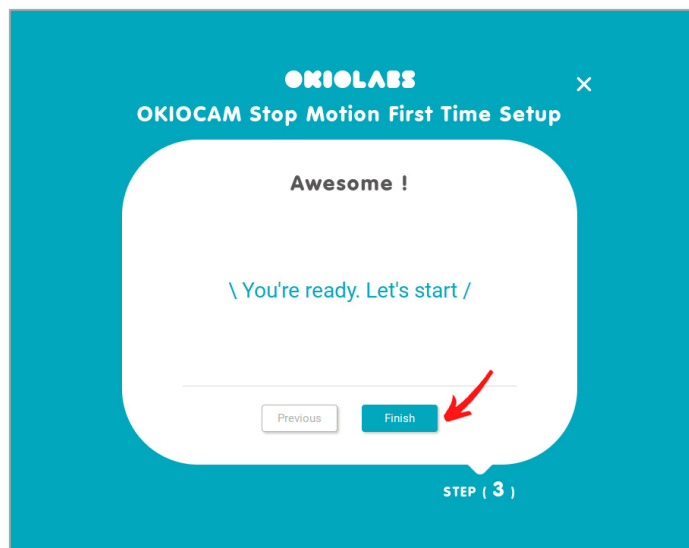 OKIOLABS
OKIOCAM Stop Motion First Time Setup
Awesome !
\ You're ready. Let's start /
Previous
Finish
STEP ( 3 )